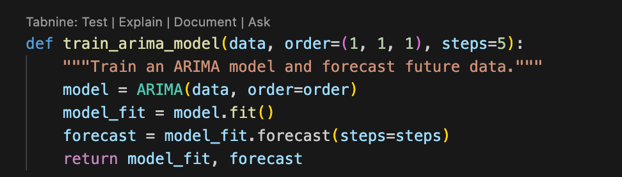 Tabnine: Test | Explain | Document | Ask
def train_arima_model(data, order=(1, 1, 1), steps=5):
    """Train an ARIMA model and forecast future data."""
    model = ARIMA(data, order=order)
    model_fit = model.fit()
    forecast = model_fit.forecast(steps=steps)
    return model_fit, forecast